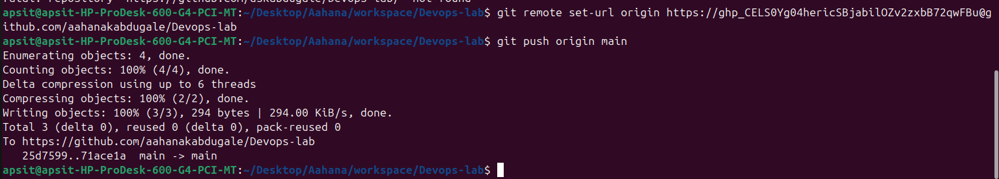 repository not found
apsit@apsit-HP-ProDesk-600-G4-PCI-MT:~/Desktop/Aahana/workspace/Devops-lab$ git remote set-url origin https://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@g
ithub.com/aahanakabdugale/Devops-lab
apsit@apsit-HP-ProDesk-600-G4-PCI-MT:~/Desktop/Aahana/workspace/Devops-lab$ git push origin main
Enumerating objects: 4, done.
Counting objects: 100% (4/4), done.
Delta compression using up to 6 threads
Compressing objects: 100% (2/2), done.
Writing objects: 100% (3/3), 294 bytes | 294.00 KiB/s, done.
Total 3 (delta 0), reused 0 (delta 0), pack-reused 0
To https://github.com/aahanakabdugale/Devops-lab
   25d7599..71ace1a  main -> main
apsit@apsit-HP-ProDesk-600-G4-PCI-MT:~/Desktop/Aahana/workspace/Devops-lab$